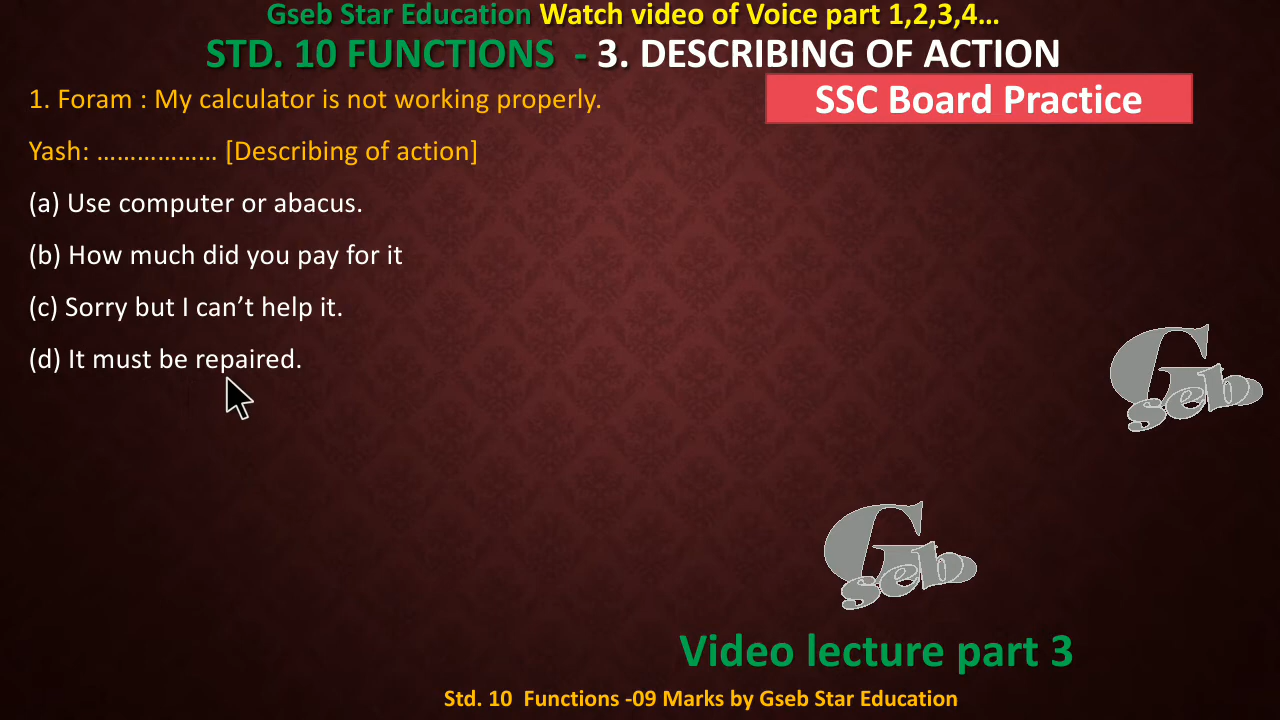 Gseb Star Education Watch video of Voice part 1,2,3,4...
STD. 10 FUNCTIONS - 3. DESCRIBING OF ACTION
SSC Board Practice
1. Foram : My calculator is not working properly.
Yash: ……………… [Describing of action]
(a) Use computer or abacus.
(b) How much did you pay for it
(c) Sorry but I can’t help it.
(d) It must be repaired.
Gseb
Gseb
Video lecture part 3
Std. 10 Functions -09 Marks by Gseb Star Education